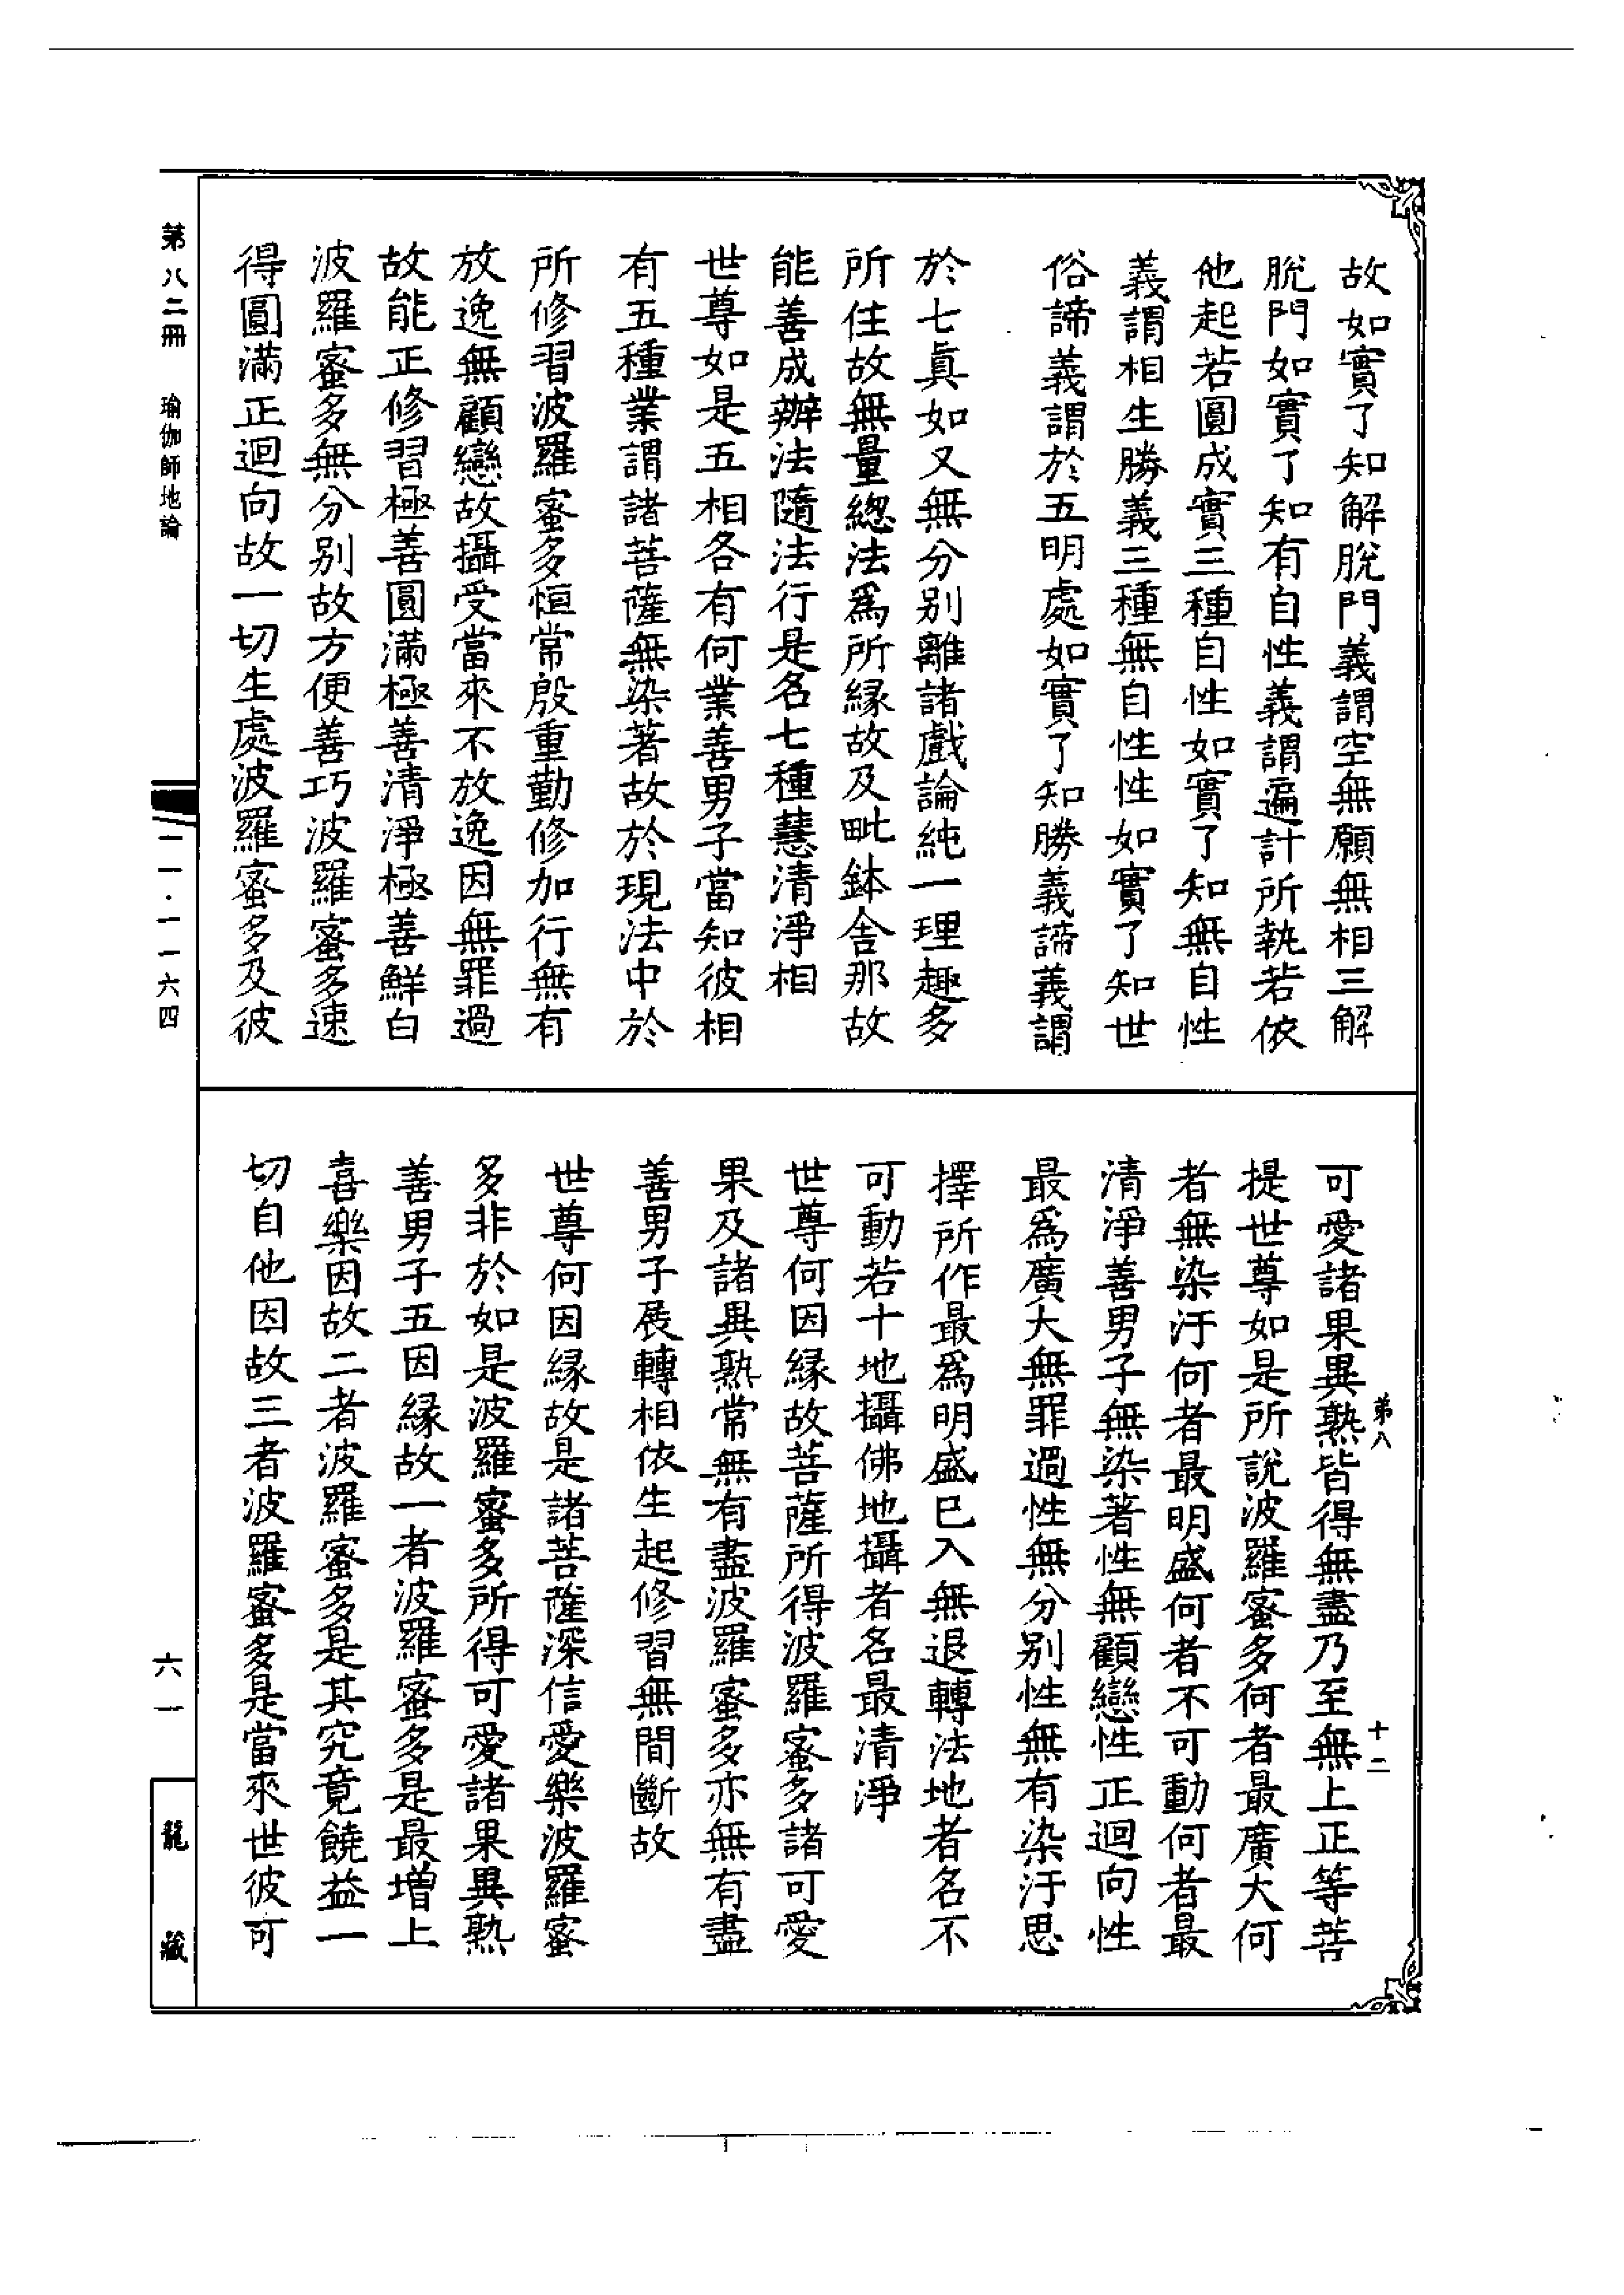 故如實了知解脫門義謂空無願無相三解
脫門如實了知有自性義謂遍計所執若依
他起若圓成實三種自性如實了知無自性
義謂相生勝義三種無自性性如實了知世
俗諦義謂於五明處如實了知勝義諦義謂
於七眞如又無分别離諸戲論純一理趣多
所住故無量緫法爲所縁故及毗鉢舍那故
能善成辦法隨法行是名七種慧清淨相
世尊如是五相各有何業善男子當知彼相
有五種業謂諸菩薩無染著故於現法中於
所修習波羅蜜多恒常殷重勤修加行無有
放逸無顧戀故攝受當來不放逸因無罪過
故能正修習極善圓滿極善清淨極善鮮白
波羅蜜多無分别故方便善巧波羅蜜多速
得圓滿正迴向故一切生處波羅蜜多及彼
第八二冊
瑜伽師地論
一一·一一六四
第八
十二
可愛諸果異熟皆得無盡乃至無上正等菩
提世尊如是所說波羅蜜多何者最廣大何
者無染汙何者最明盛何者不可動何者最
清淨善男子無染著性無顧戀性正迴向性
最爲廣大無罪過性無分别性無有染汙思
擇所作最爲明盛巳入無退轉法地者名不
可動若十地攝佛地攝者名最清淨
世尊何因縁故菩薩所得波羅蜜多諸可愛
果及諸異熟常無有盡波羅蜜多亦無有盡
善男子展轉相依生起修習無間斷故
世尊何因縁故是諸菩薩深信愛樂波羅蜜
多非於如是波羅蜜多所得可愛諸果異熟
善男子五因縁故一者波羅蜜多是最增上
喜樂因故二者波羅蜜多是其究竟饒益一
切自他因故三者波羅蜜多是當來世彼可
六一
龍藏